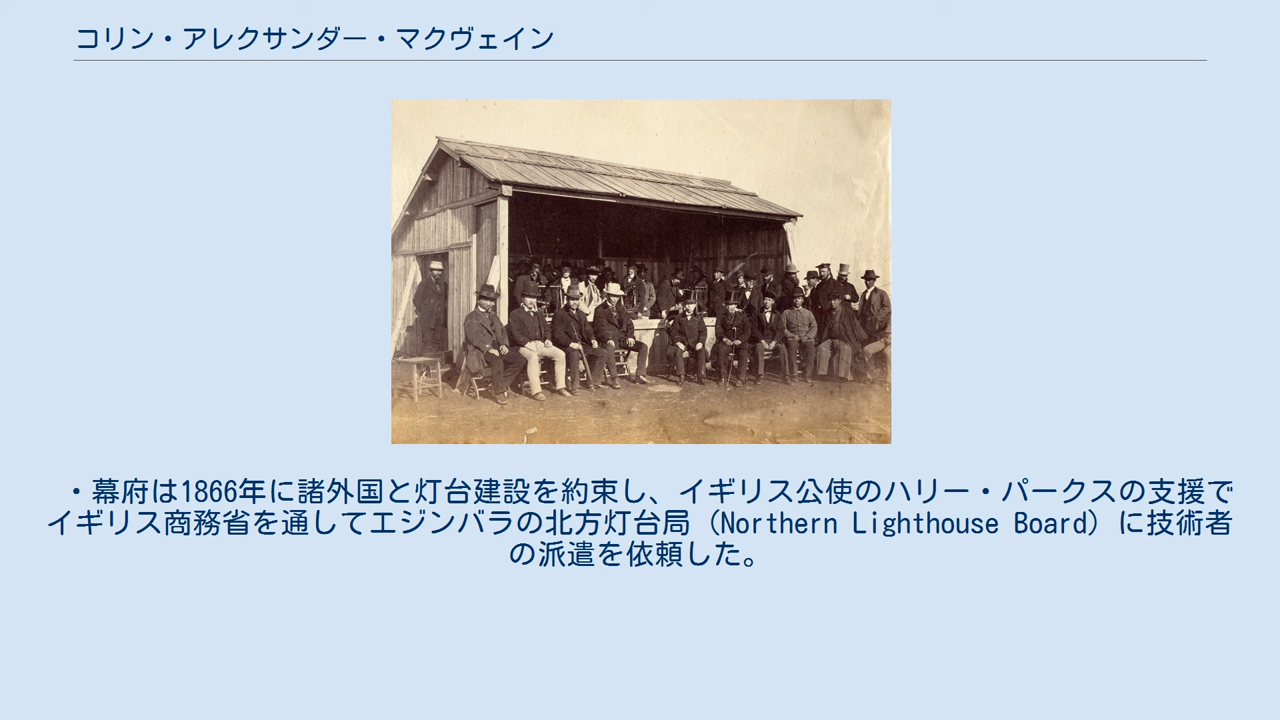 コリン・アレクサンダー・マクヴェイン
・幕府は1866年に諸外国と灯台建設を約束し、イギリス公使のハリー・パークスの支援で
イギリス商務省を通してエジンバラの北方灯台局（Northern Lighthouse Board）に技術者
の派遣を依頼した。